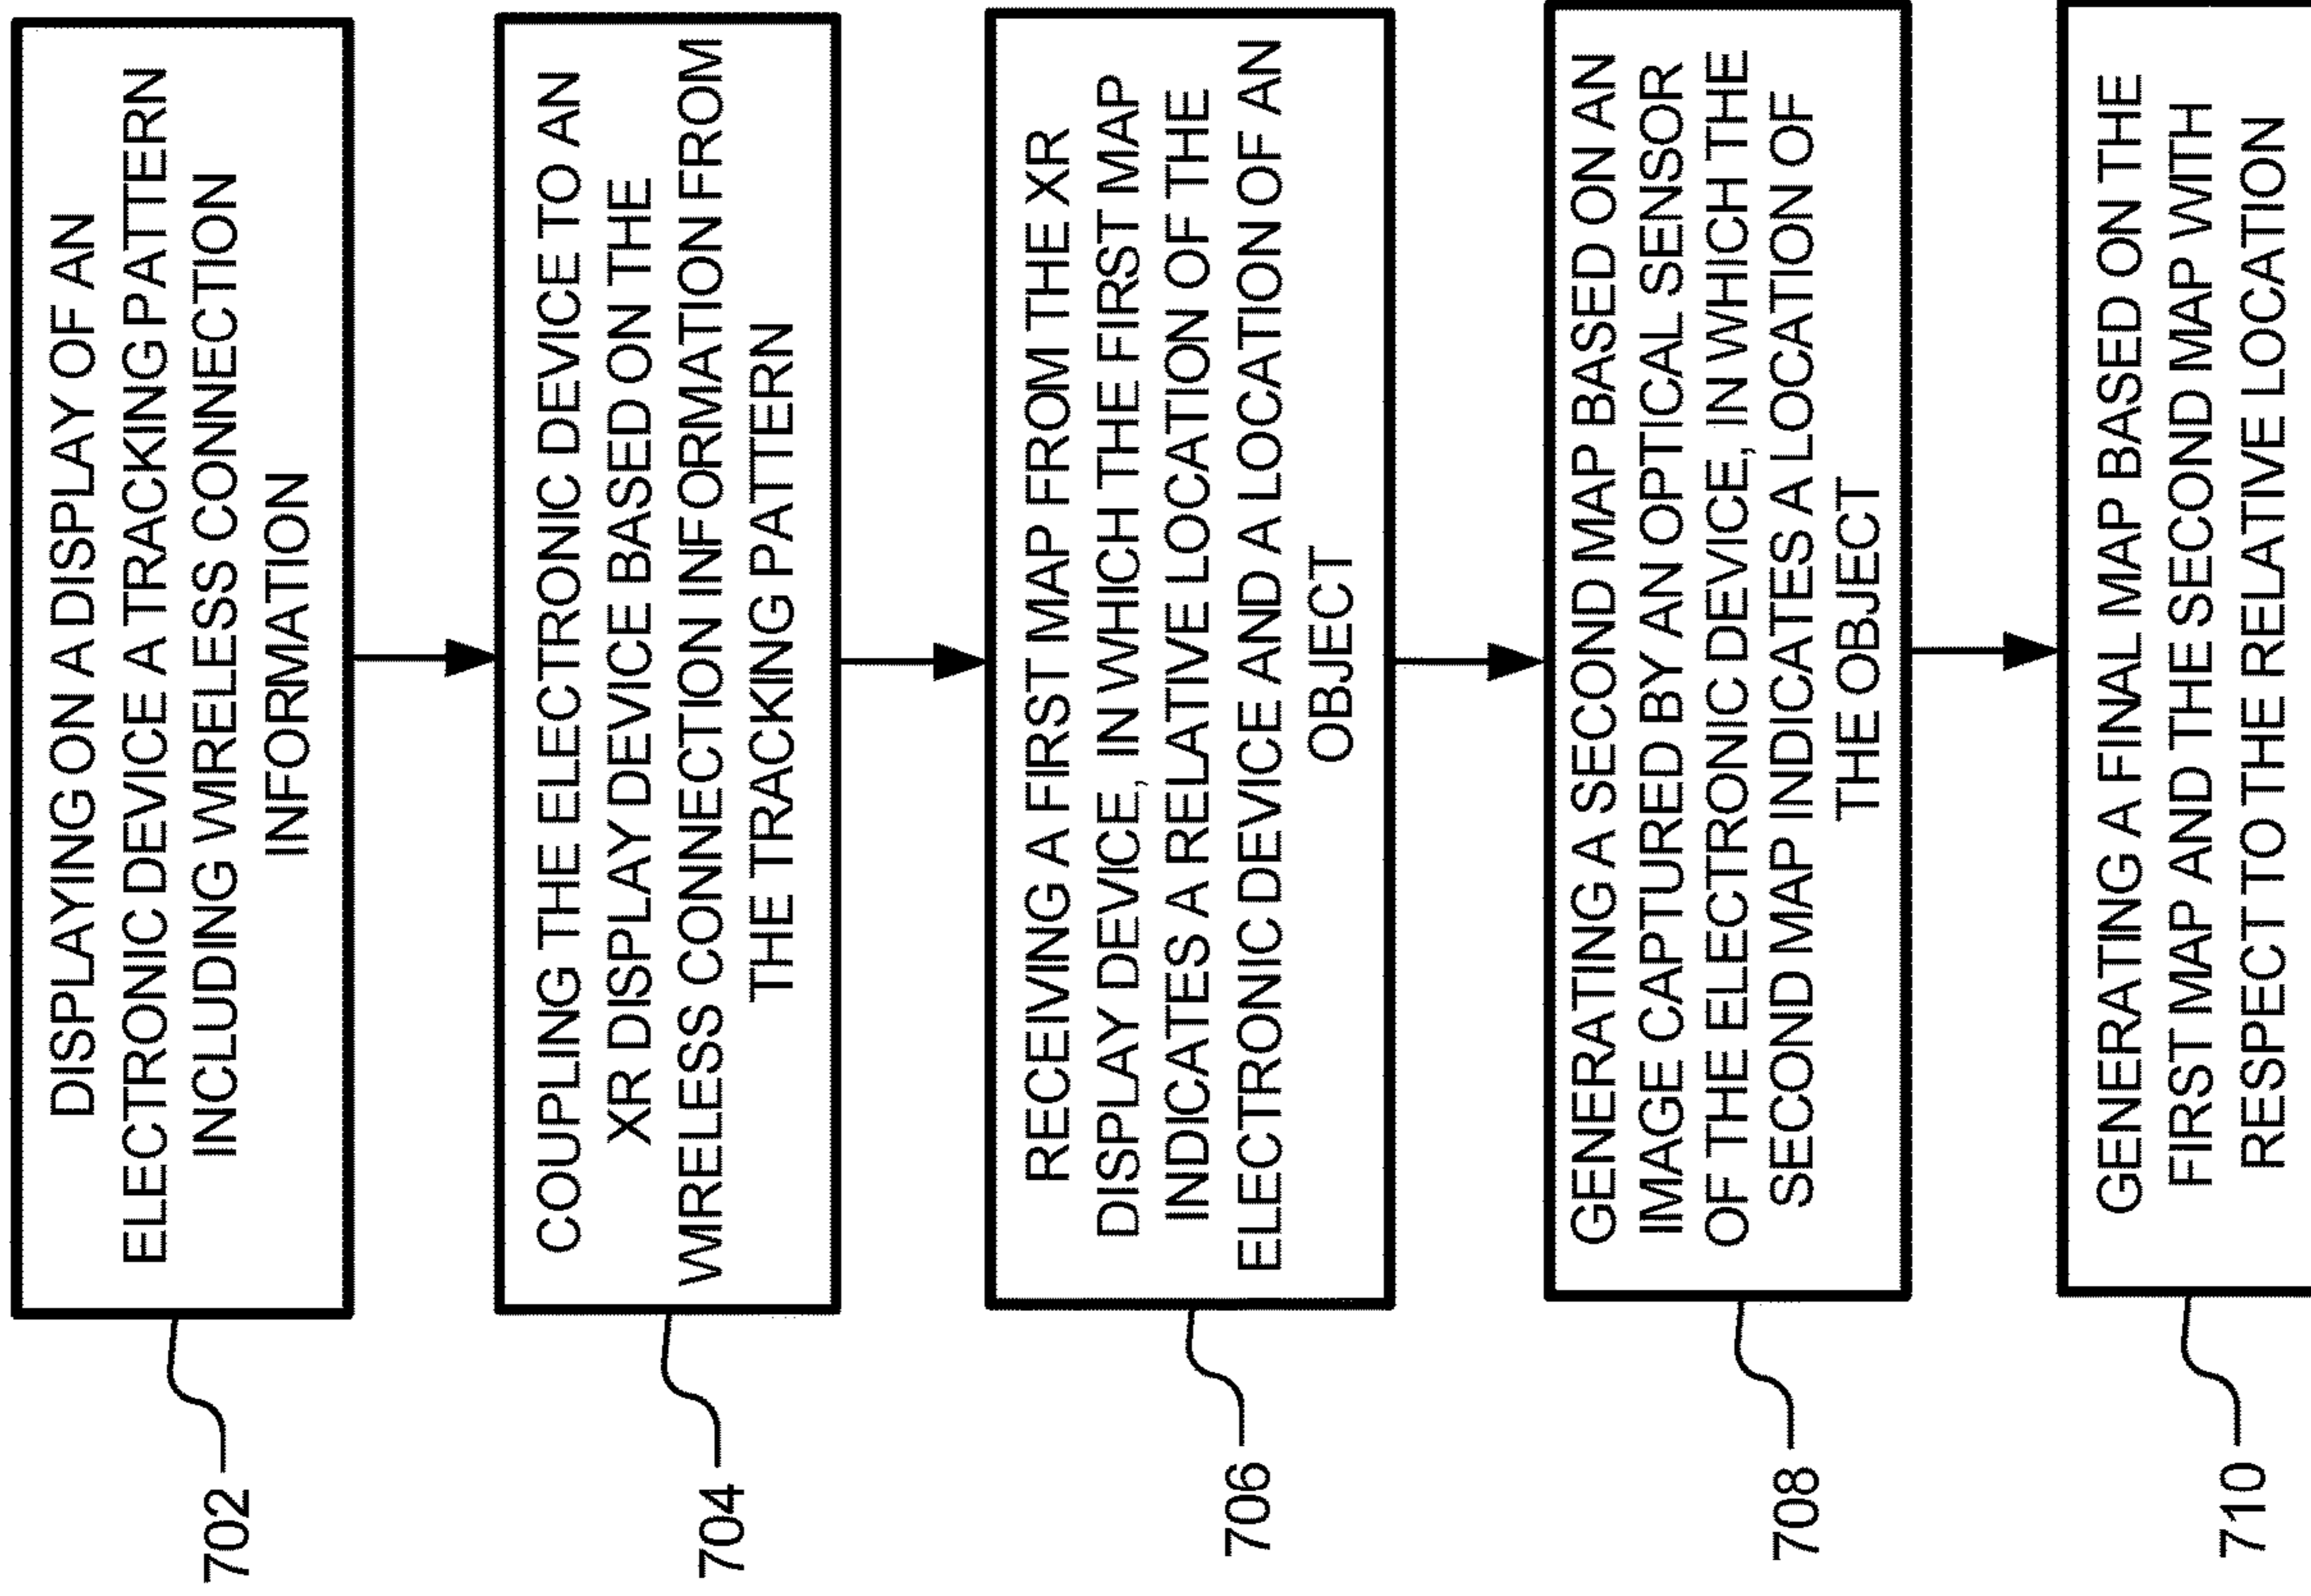 DISPLAYING ON A DISPLAY OF AN
ELECTRONIC DEVICE A TRACKING PATTERN
INCLUDING WIRELESS CONNECTION
INFORMATION
702
COUPLING THE ELECTRONIC DEVICE TO AN
XR DISPLAY DEVICE BASED ON THE
WIRELESS CONNECTION INFORMATION FROM
THE TRACKING PATTERN
704
RECEIVING A FIRST MAP FROM THE XR
DISPLAY DEVICE, IN WHICH THE FIRST MAP
INDICATES A RELATIVE LOCATION OF THE
ELECTRONIC DEVICE AND A LOCATION OF AN
OBJECT
706
GENERATING A SECOND MAP BASED ON AN
IMAGE CAPTURED BY AN OPTICAL SENSOR
OF THE ELECTRONIC DEVICE, IN WHICH THE
SECOND MAP INDICATES A LOCATION OF
THE OBJECT
708
GENERATING A FINAL MAP BASED ON THE
FIRST MAP AND THE SECOND MAP WITH
RESPECT TO THE RELATIVE LOCATION
710